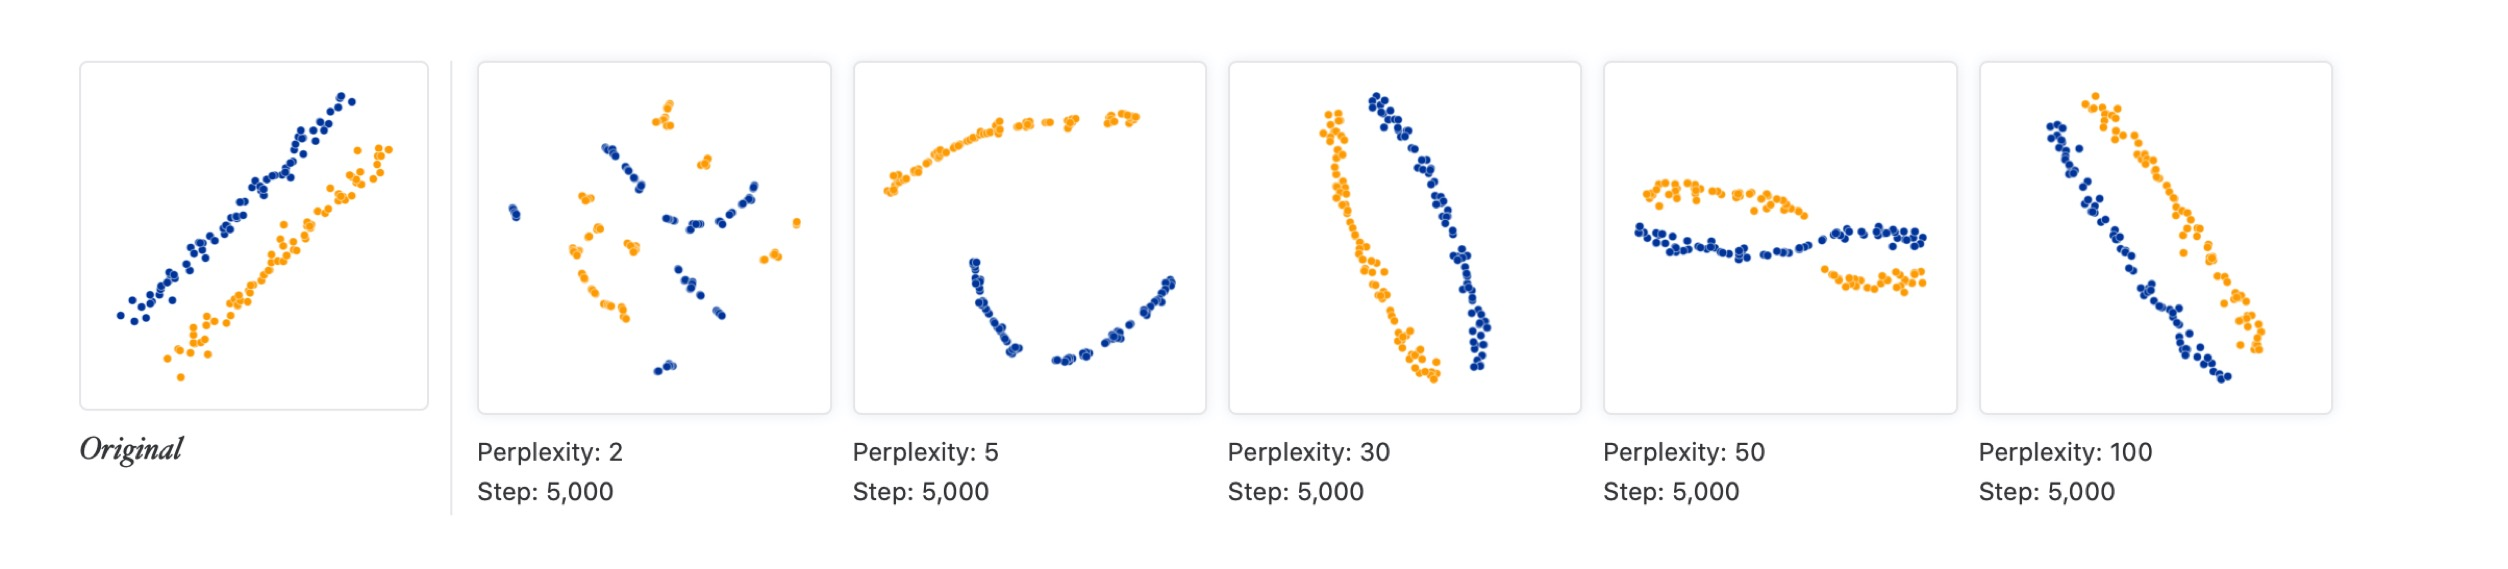 Original
Perplexity: 2
Step: 5,000
Perplexity: 5
Step: 5,000
Perplexity: 30
Step: 5,000
Perplexity: 50
Step: 5,000
Perplexity: 100
Step: 5,000